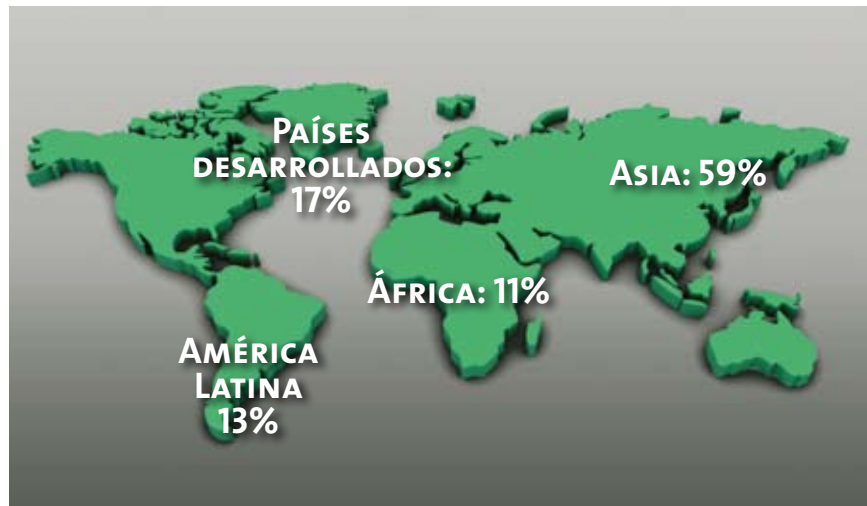 Países
desarrollados:
17%
Asia: 59%
África: 11%
América
Latina
13%